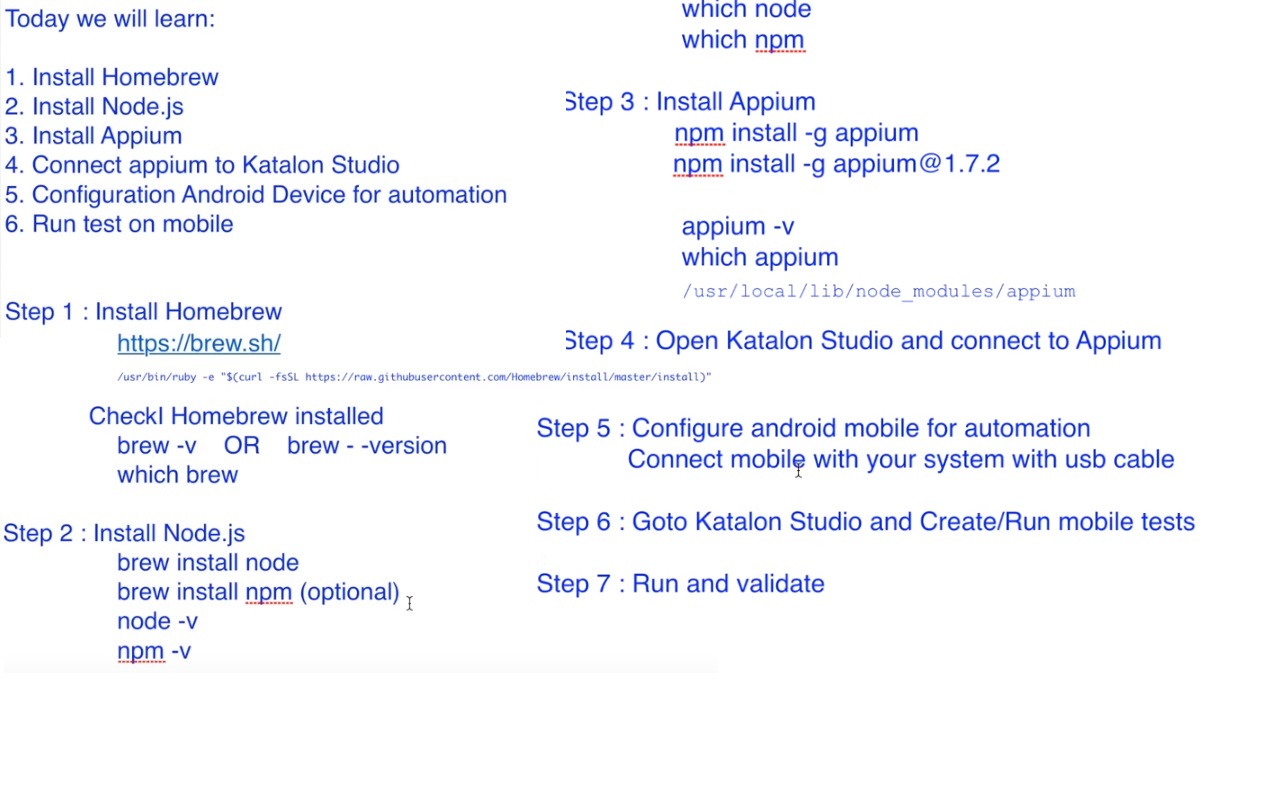 Today we will learn:
1. Install Homebrew
2. Install Node.js
3. Install Appium
4. Connect appium to Katalon Studio
5. Configuration Android Device for automation
6. Run test on mobile
Step 1 : Install Homebrew
https://brew.sh/
/usr/bin/ruby -e "$(curl -fsSL https://raw.githubusercontent.com/Homebrew/install/master/install)"
CheckI Homebrew installed
brew -v OR brew - -version
which brew
Step 2 : Install Node.js
brew install node
brew install npm (optional)
node -v
npm -v
which node
which npm
Step 3 : Install Appium
npm install -g appium
npm install -g appium@1.7.2
appium -v
which appium
/usr/local/lib/node_modules/appium
Step 4 : Open Katalon Studio and connect to Appium
Step 5 : Configure android mobile for automation
Connect mobile with your system with usb cable
Step 6 : Goto Katalon Studio and Create/Run mobile tests
Step 7 : Run and validate